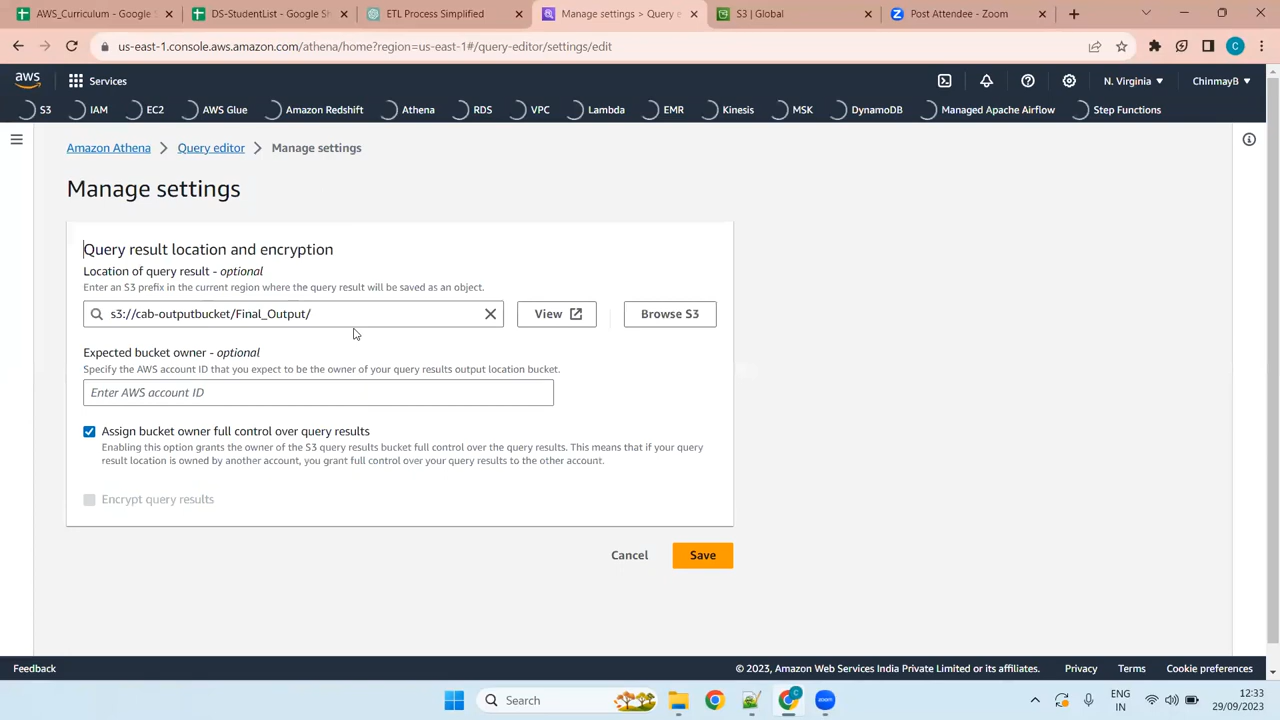 AWS_Curriculum - Google Sh
DS-StudentList - Google Sh
ETL Process Simplified
Manage settings > Query e
S3 | Global
Post Attendee - Zoom
us-east-1.console.aws.amazon.com/athena/home?region=us-east-1#/query-editor/settings/edit
C
aws
Services
N. Virginia
ChinmayB
S3
IAM
EC2
AWS Glue
Amazon Redshift
Athena
RDS
VPC
Lambda
EMR
Kinesis
MSK
DynamoDB
Managed Apache Airflow
Step Functions
Amazon Athena
Query editor
Manage settings
Manage settings
Query result location and encryption
Location of query result - optional
Enter an S3 prefix in the current region where the query result will be saved as an object.
s3://cab-outputbucket/Final_Output/
View
Browse S3
Expected bucket owner - optional
Specify the AWS account ID that you expect to be the owner of your query results output location bucket.
Enter AWS account ID
Assign bucket owner full control over query results
Enabling this option grants the owner of the S3 query results bucket full control over the query results. This means that if your query
result location is owned by another account, you grant full control over your query results to the other account.
Encrypt query results
Cancel
Save
Feedback
© 2023, Amazon Web Services India Private Limited or its affiliates.
Privacy
Terms
Cookie preferences
Search
C
zoom
ENG
IN
12:33
29/09/2023